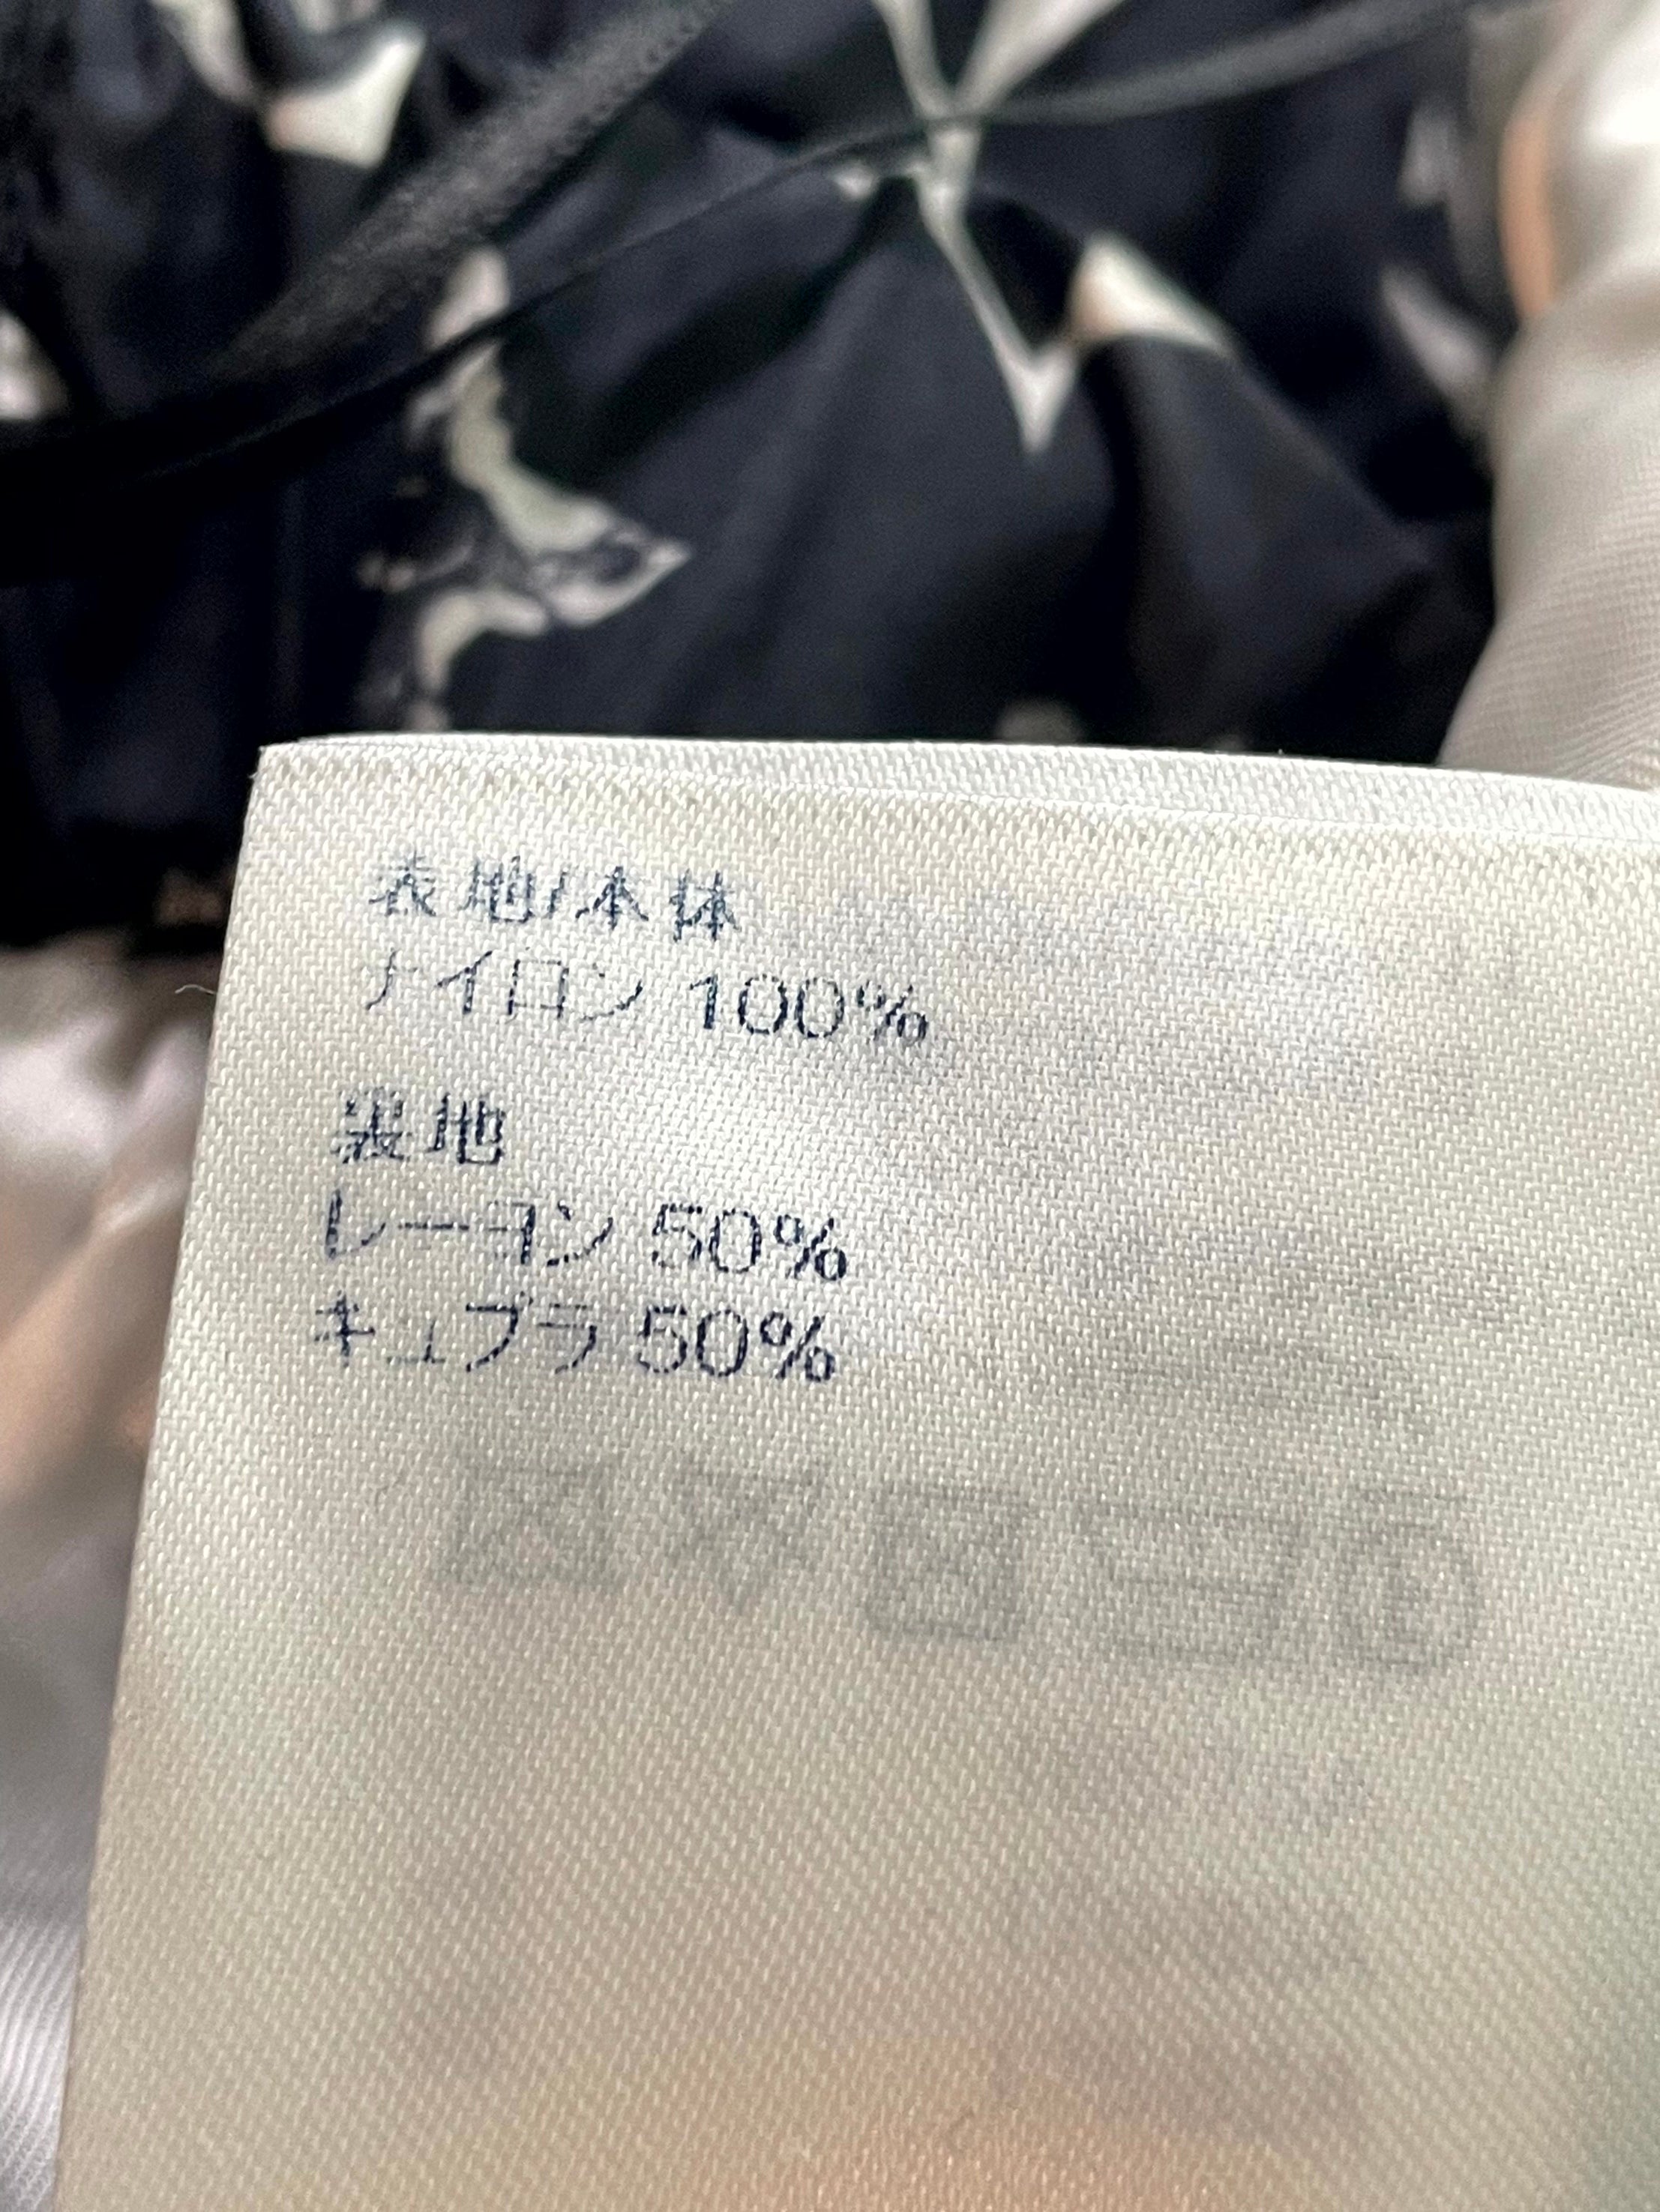 表地/本体
ナイロン 100%
裏地
レーヨン 50%
キュプラ 50%